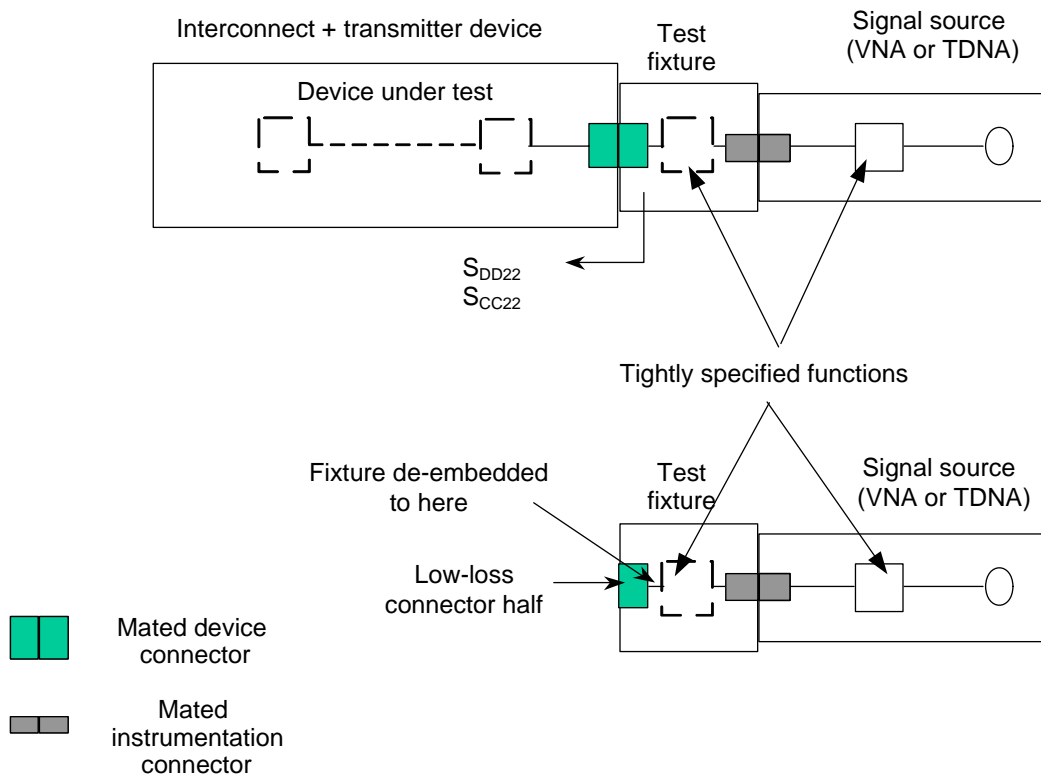 Interconnect + transmitter device
Test
fixture
Signal source
(VNA or TDNA)
Device under test
SDD22
SCC22
Tightly specified functions
Fixture de-embedded
to here
Test
fixture
Signal source
(VNA or TDNA)
Low-loss
connector half
Mated device
connector
Mated
instrumentation
connector